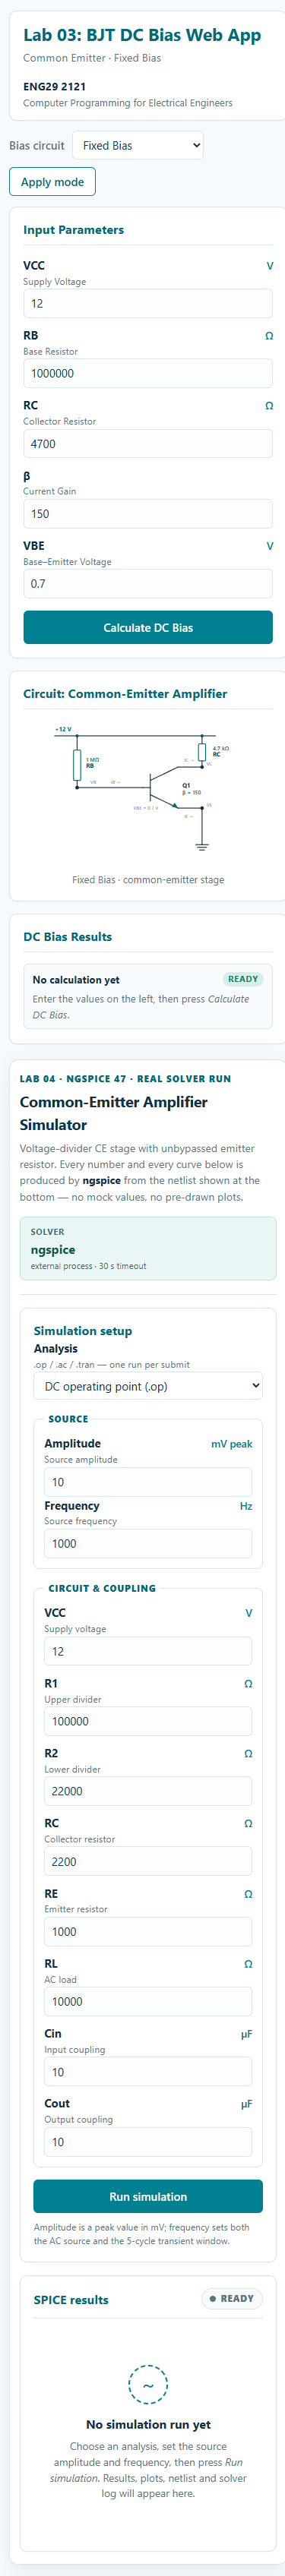 Lab 03: BJT DC Bias Web App
Common Emitter · Fixed Bias
ENG29 2121
Computer Programming for Electrical Engineers
Bias circuit
Fixed Bias
Apply mode
Input Parameters
VCC V
Supply Voltage
12
RB Ω
Base Resistor
1000000
RC Ω
Collector Resistor
4700
β
Current Gain
150
VBE V
Base–Emitter Voltage
0.7
Calculate DC Bias
Circuit: Common-Emitter Amplifier
+12 V
1 MΩ
RB
4.7 kΩ
RC
Q1
β = 150
VBE = 0.7 V
Fixed Bias · common-emitter stage
DC Bias Results
No calculation yet READY
Enter the values on the left, then press Calculate
DC Bias.
LAB 04 · NGSPICE 47 · REAL SOLVER RUN
Common-Emitter Amplifier
Simulator
Voltage-divider CE stage with unbypassed emitter
resistor. Every number and every curve below is
produced by ngspice from the netlist shown at the
bottom — no mock values, no pre-drawn plots.
SOLVER
ngspice
external process · 30 s timeout
Simulation setup
Analysis
.op / .ac / .tran — one run per submit
DC operating point (.op)
SOURCE
Amplitude mV peak
Source amplitude
10
Frequency Hz
Source frequency
1000
CIRCUIT & COUPLING
VCC V
Supply voltage
12
R1 Ω
Upper divider
100000
R2 Ω
Lower divider
22000
RC Ω
Collector resistor
2200
RE Ω
Emitter resistor
1000
RL Ω
AC load
10000
Cin µF
Input coupling
10
Cout µF
Output coupling
10
Run simulation
Amplitude is a peak value in mV; frequency sets both
the AC source and the 5-cycle transient window.
SPICE results READY
~
No simulation run yet
Choose an analysis, set the source
amplitude and frequency, then press Run
simulation. Results, plots, netlist and solver
log will appear here.